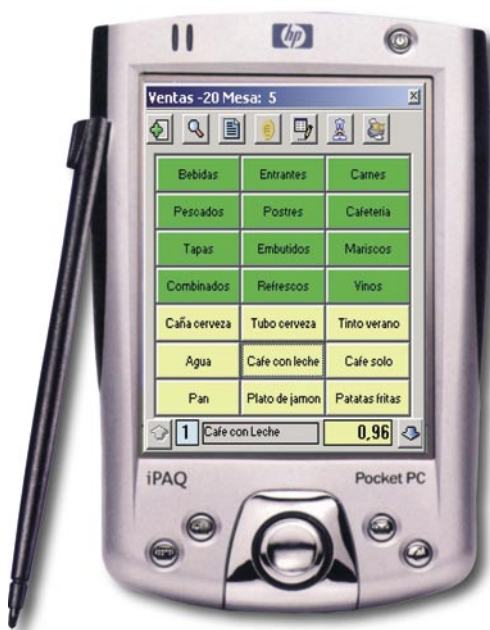 hp
Ventas -20 Mesa: 5
Bebidas Entrantes Carnes
Pescados Postres Cafeteria
Tapas Embutidos Mariscos
Combinados Refrescos Vinos
Caña cerveza Tubo cerveza Tinto verano
Agua Cafe con leche Cafe solo
Pan Plato de jamon Patatas fritas
1 Cafe con Leche 0,96
iPAQ Pocket PC